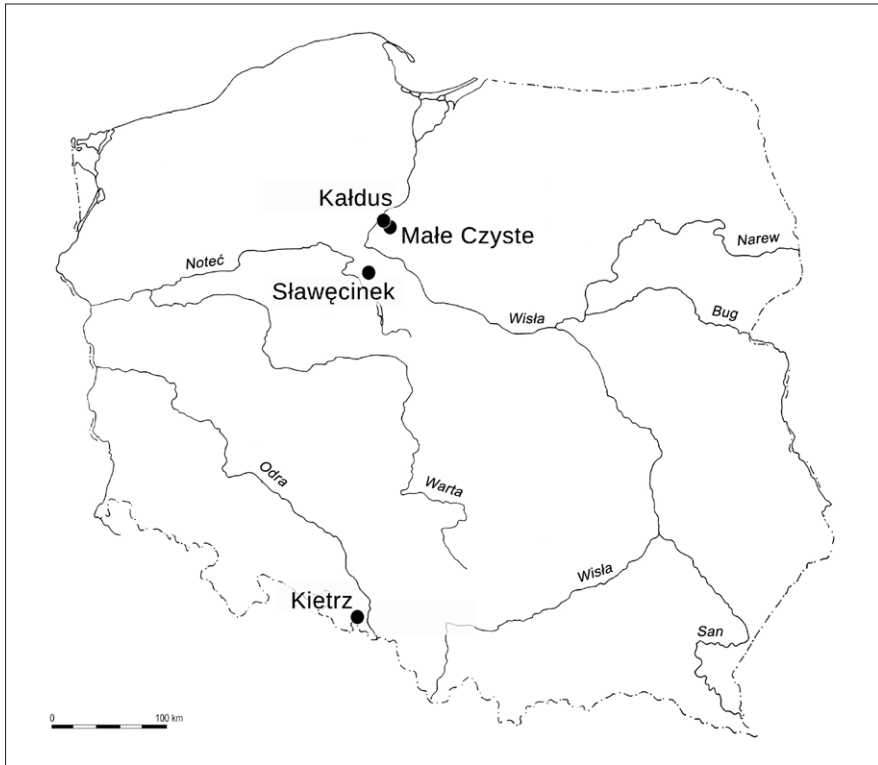 Kałdus
Małe Czyste
Narew
Noteć
Sławęcinek
Wisła
Bug
Odra
Warta
Wisła
Kietrz
San
0 100 km